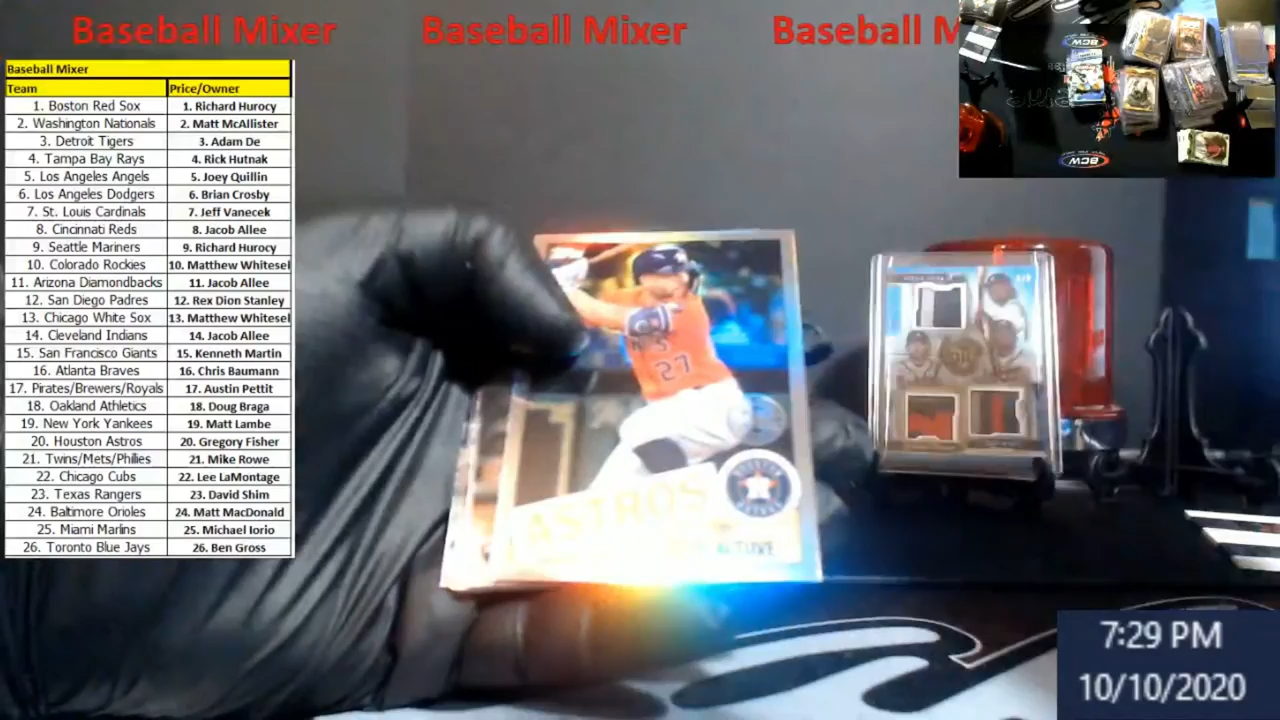 Baseball Mixer Baseball Mixer Baseball M
Baseball Mixer
Team Price/Owner
1. Boston Red Sox 1. Richard Hurocy
2. Washington Nationals 2. Matt McAllister
3. Detroit Tigers 3. Adam De
4. Tampa Bay Rays 4. Rick Hutnak
5. Los Angeles Angels 5. Joey Quillin
6. Los Angeles Dodgers 6. Brian Crosby
7. St. Louis Cardinals 7. Jeff Vanecek
8. Cincinnati Reds 8. Jacob Allee
9. Seattle Mariners 9. Richard Hurocy
10. Colorado Rockies 10. Matthew Whitesel
11. Arizona Diamondbacks 11. Jacob Allee
12. San Diego Padres 12. Rex Dion Stanley
13. Chicago White Sox 13. Matthew Whitesel
14. Cleveland Indians 14. Jacob Allee
15. San Francisco Giants 15. Kenneth Martin
16. Atlanta Braves 16. Chris Baumann
17. Pirates/Brewers/Royals 17. Austin Pettit
18. Oakland Athletics 18. Doug Braga
19. New York Yankees 19. Matt Lambe
20. Houston Astros 20. Gregory Fisher
21. Twins/Mets/Phillies 21. Mike Rowe
22. Chicago Cubs 22. Lee LaMontage
23. Texas Rangers 23. David Shim
24. Baltimore Orioles 24. Matt MacDonald
25. Miami Marlins 25. Michael Iorio
26. Toronto Blue Jays 26. Ben Gross
BCW
BCW
27
ASTROS
ALTUVE
7:29 PM
10/10/2020